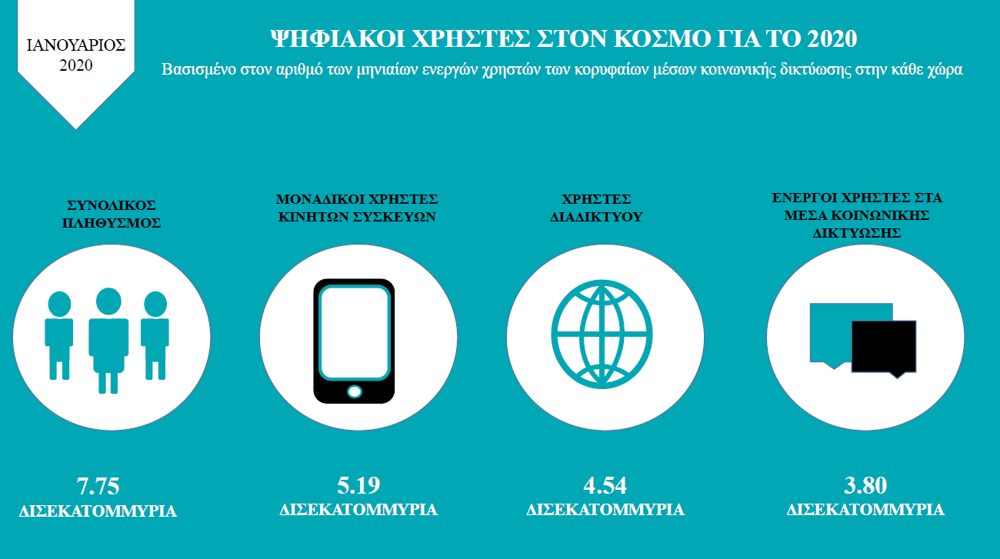 ΙΑΝΟΥΑΡΙΟΣ
2020
ΨΗΦΙΑΚΟΙ ΧΡΗΣΤΕΣ ΣΤΟΝ ΚΟΣΜΟ ΓΙΑ ΤΟ 2020
Βασισμένο στον αριθμό των μηνιαίων ενεργών χρηστών των κορυφαίων μέσων κοινωνικής δικτύωσης στην κάθε χώρα
ΣΥΝΟΛΙΚΟΣ
ΠΛΗΘΥΣΜΟΣ
7.75
ΔΙΣΕΚΑΤΟΜΜΥΡΙΑ
ΜΟΝΑΔΙΚΟΙ ΧΡΗΣΤΕΣ
ΚΙΝΗΤΩΝ ΣΥΣΚΕΥΩΝ
5.19
ΔΙΣΕΚΑΤΟΜΜΥΡΙΑ
ΧΡΗΣΤΕΣ
ΔΙΑΔΙΚΤΥΟΥ
4.54
ΔΙΣΕΚΑΤΟΜΜΥΡΙΑ
ΕΝΕΡΓΟΙ ΧΡΗΣΤΕΣ ΣΤΑ
ΜΕΣΑ ΚΟΙΝΩΝΙΚΗΣ
ΔΙΚΤΥΩΣΗΣ
3.80
ΔΙΣΕΚΑΤΟΜΜΥΡΙΑ